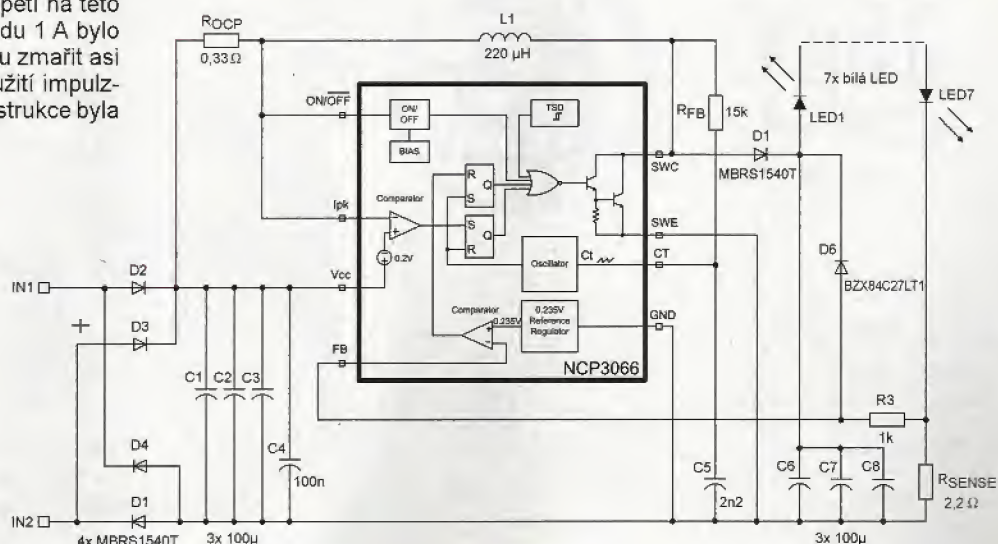 pětí na této
du 1 A bylo
u zmařit asi
užití impulz-
strukce byla
ROCP
0,33Ω
L1
220 µH
ON/OFF
ON/
OFF
BIAS
TSD
RFB
15k
7x bílá LED
LED1
LED7
D1
MBRS1540T
SWC
R
S
Q
Comparator
Ipk
S
R
Q
0.2V
SWE
Oscillator
Ct
CT
D6
BZX84C27LT1
IN1
D2
Vcc
D3
Comparator
0.235V
0.235V
Reference
Regulator
GND
FB
NCP3066
C1
C2
C3
R3
1k
D4
C4
100n
C5
2n2
C6
C7
C8
RSENSE
2,2 Ω
IN2
D1
4x MBRS1540T
3x 100µ
3x 100µ